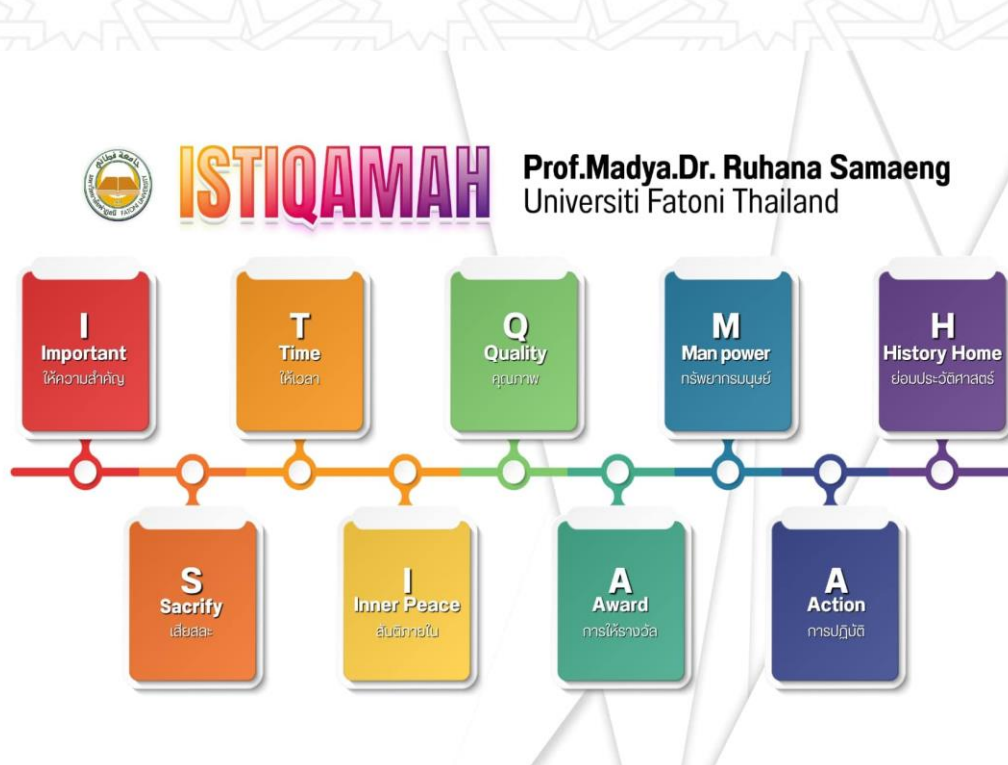 ISTIQAMAH
Prof.Madya.Dr. Ruhana Samaeng
Universiti Fatoni Thailand
I
Important
ให้ความสำคัญ
S
Sacrify
เสียสละ
T
Time
ให้เวลา
I
Inner Peace
สันติภายใน
Q
Quality
คุณภาพ
A
Award
การให้รางวัล
M
Man power
ทรัพยากรมนุษย์
A
Action
การปฏิบัติ
H
History Home
ย่อมประวัติศาสตร์